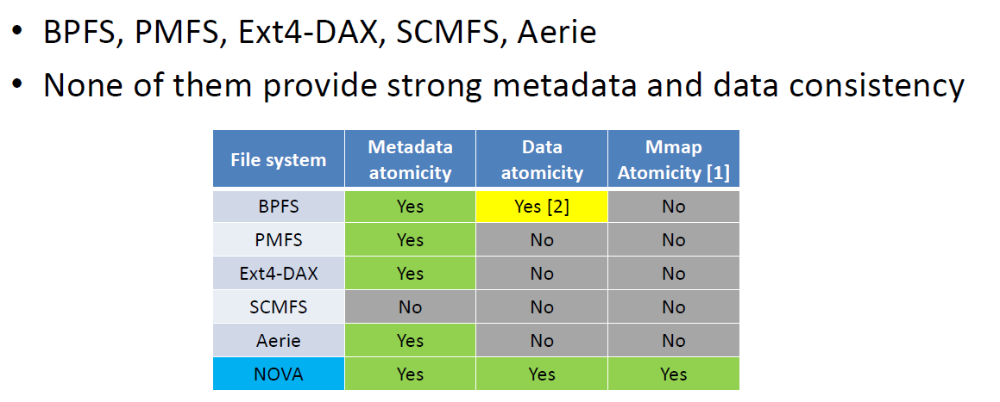 • BPFS, PMFS, Ext4-DAX, SCMFS, Aerie
• None of them provide strong metadata and data consistency
File system Metadata atomicity Data atomicity Mmap Atomicity [1]
BPFS Yes Yes [2] No
PMFS Yes No No
Ext4-DAX Yes No No
SCMFS No No No
Aerie Yes No No
NOVA Yes Yes Yes